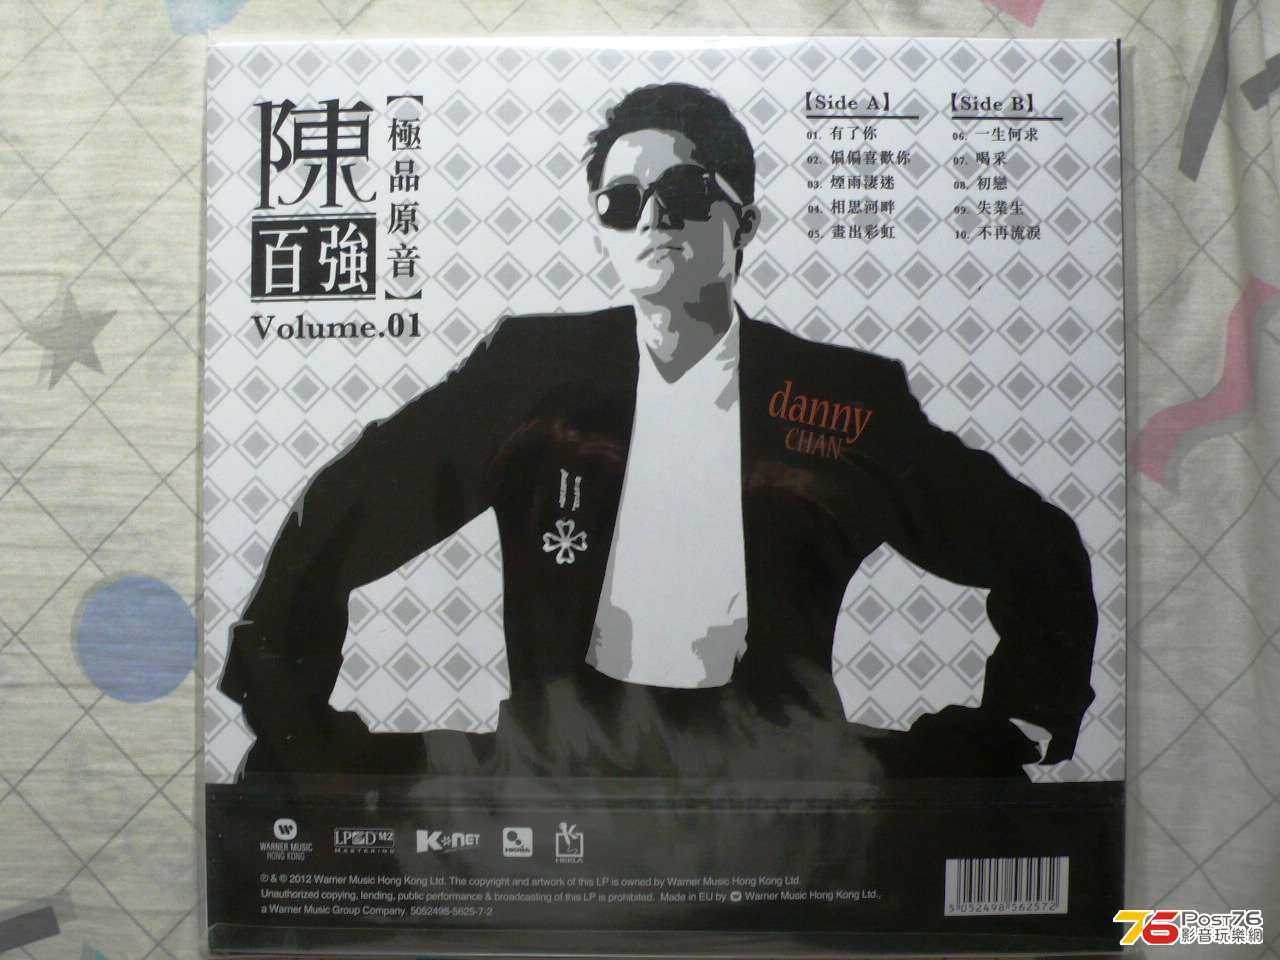 陳百強
【極品原音】
Volume.01
【Side A】
01. 有了你
02. 偏偏喜歡你
03. 煙雨淒迷
04. 相思河畔
05. 畫出彩虹
【Side B】
06. 一生何求
07. 喝采
08. 初戀
09. 失業生
10. 不再流淚
danny
CHAN
WARNER MUSIC
HONG KONG
LPCD M2
MASTERING
K NET
HKRIA
HKRLA
℗ & © 2012 Warner Music Hong Kong Ltd. The copyright and artwork of this LP is owned by Warner Music Hong Kong Ltd.
Unauthorized copying, lending, public performance & broadcasting of this LP is prohibited. Made in EU by Warner Music Hong Kong Ltd.,
a Warner Music Group Company. 5052498-5625-7-2
5 052498 562572
76 Post76
影音玩樂網